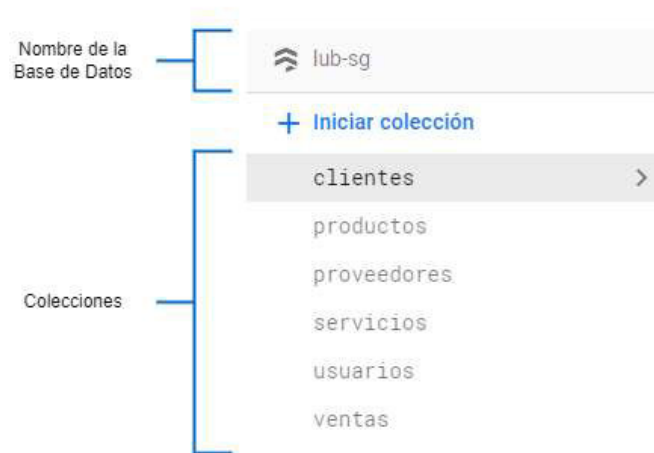 Nombre de la
Base de Datos
lub-sg
Iniciar colección
clientes
productos
proveedores
Colecciones
servicios
usuarios
ventas